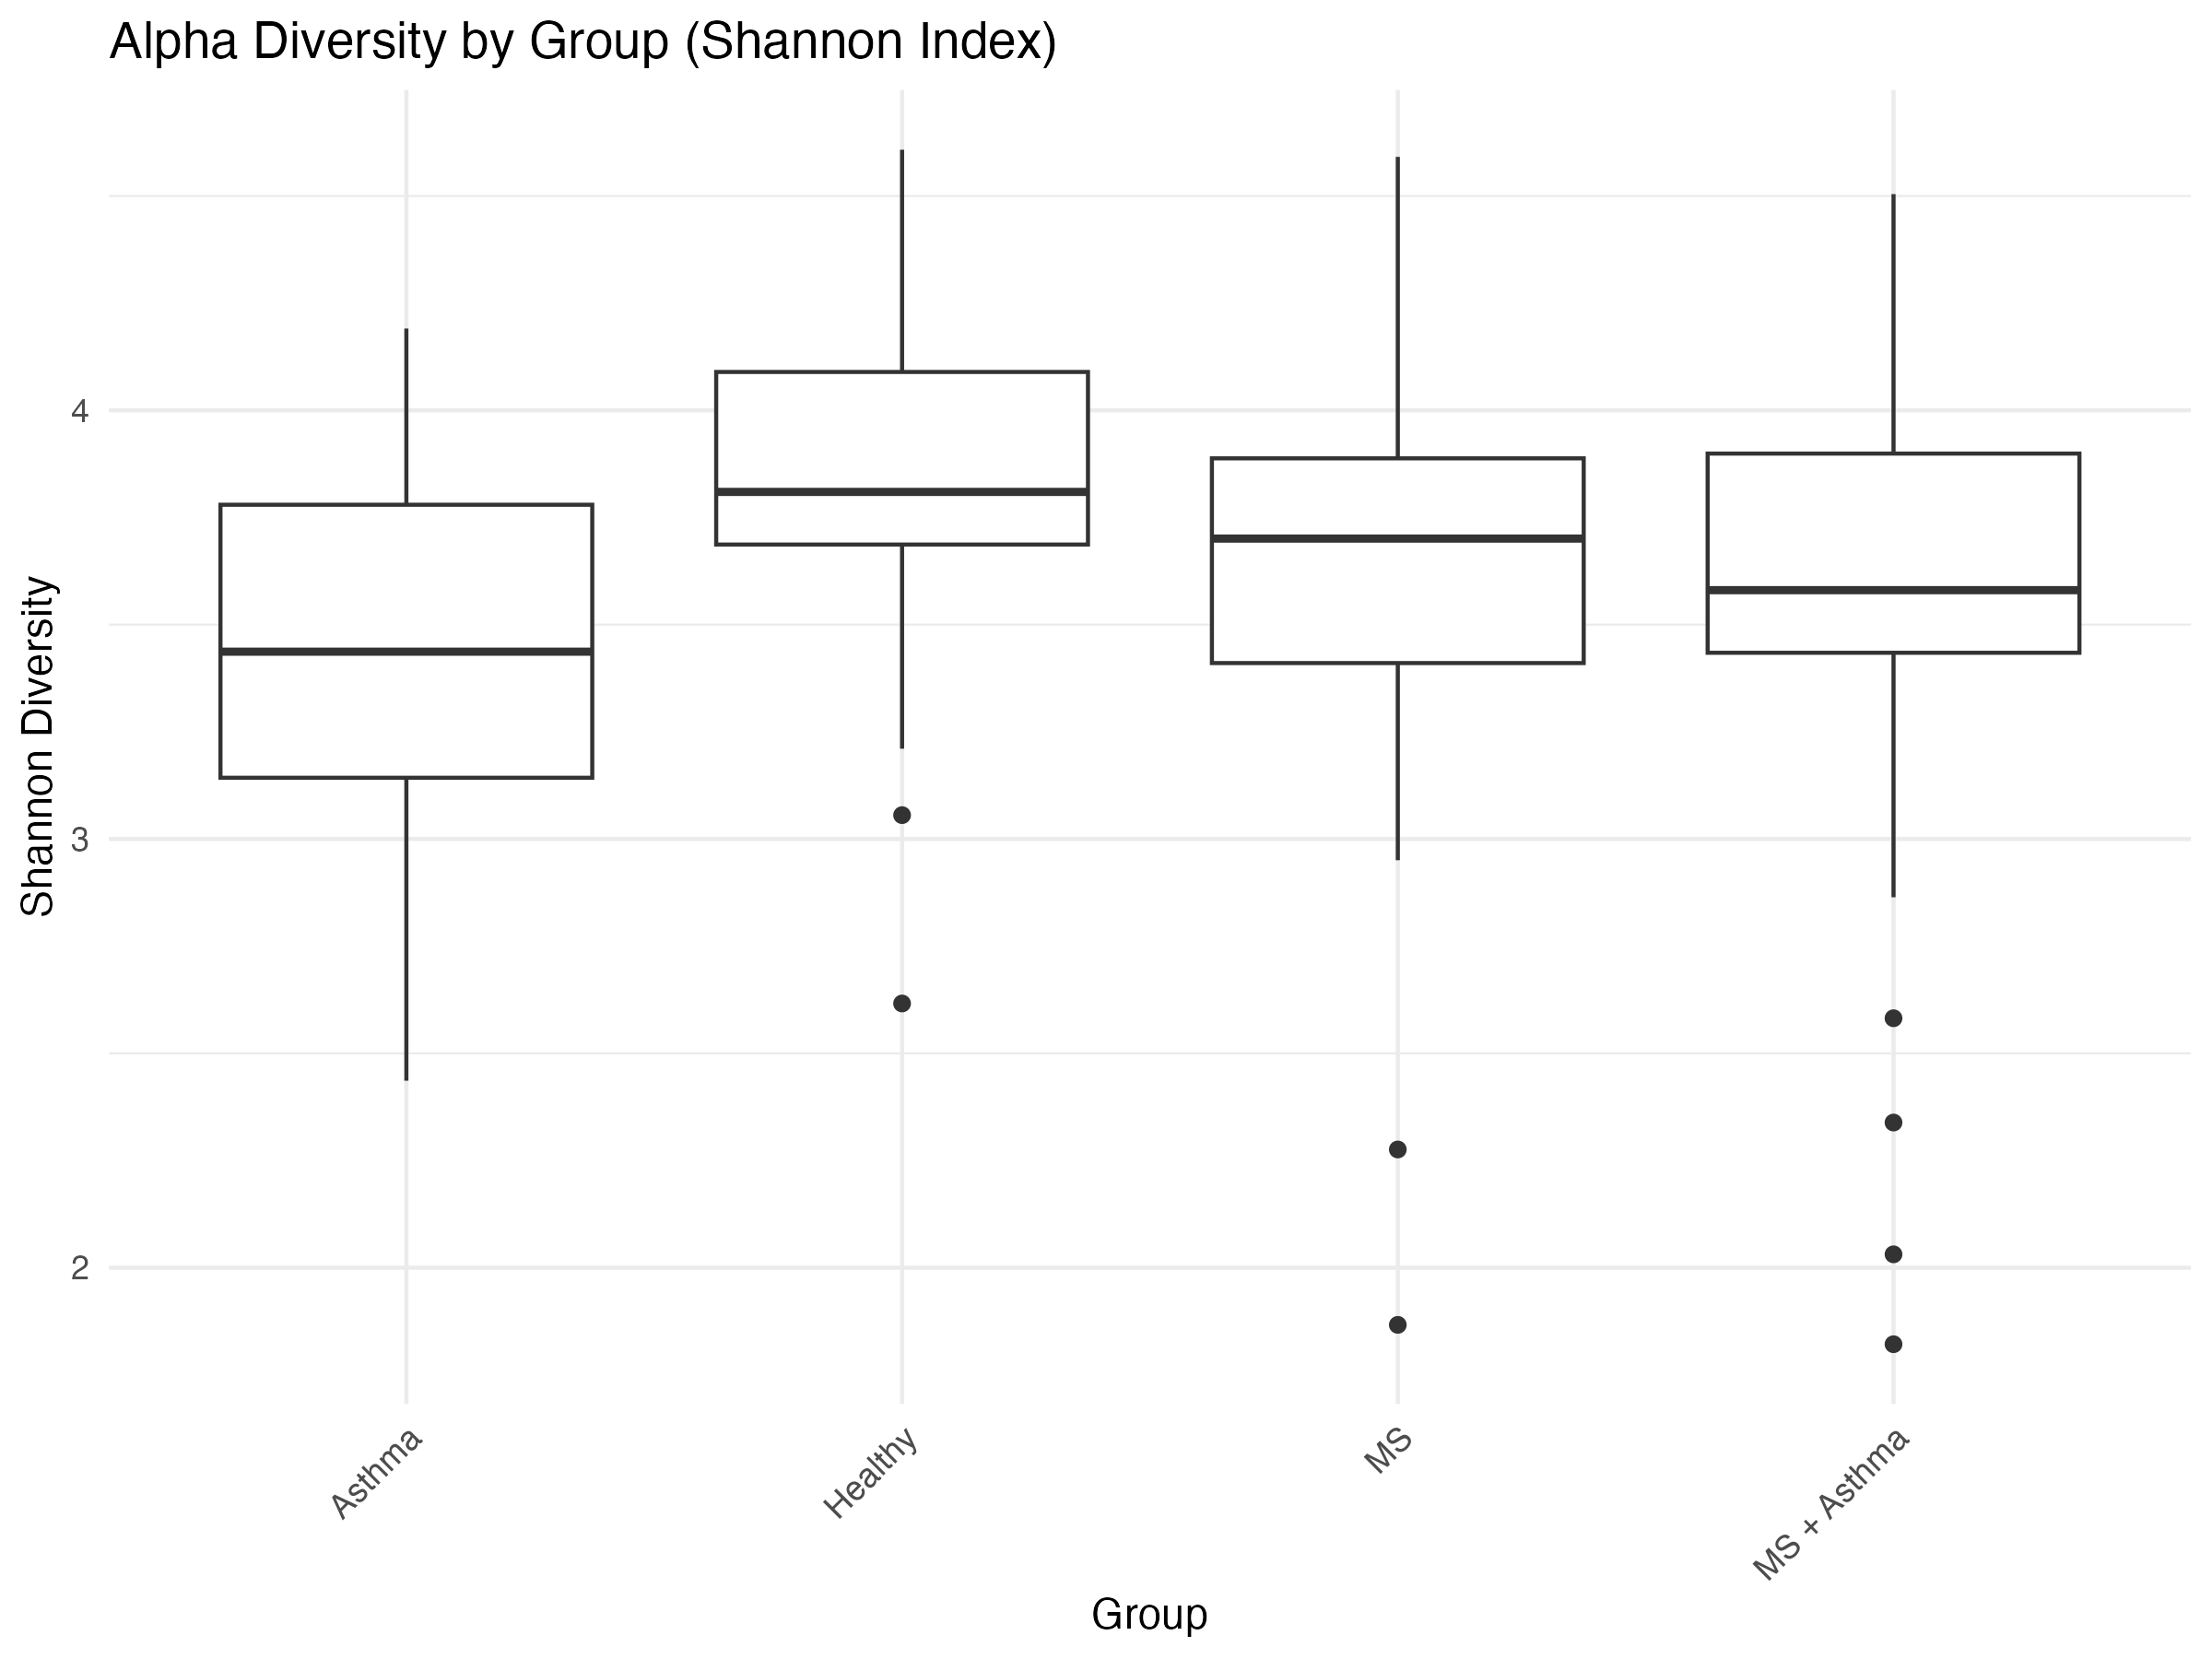 Alpha Diversity by Group (Shannon Index)
Shannon Diversity
4
3
2
Asthma
Healthy
MS
MS + Asthma
Group